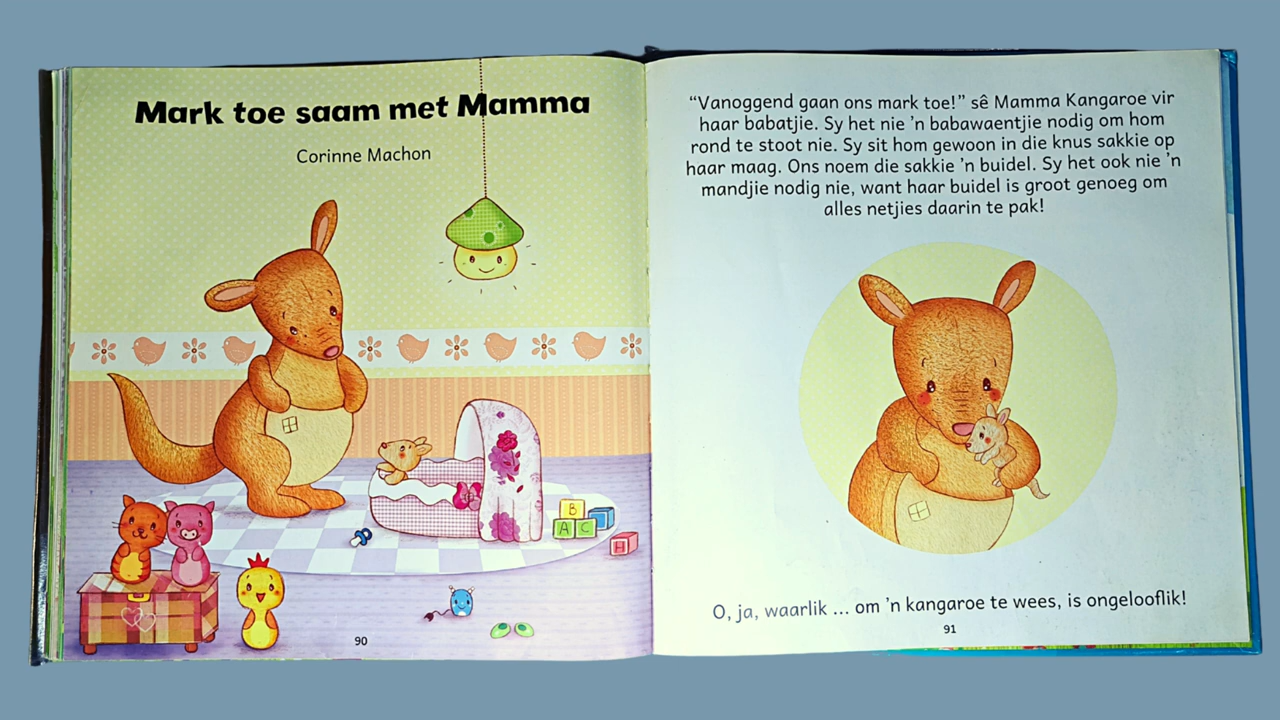 Mark toe saam met Mamma
Corinne Machon
B
A C
H
90
“Vanoggend gaan ons mark toe!” sê Mamma Kangaroe vir
haar babatjie. Sy het nie ’n babawaentjie nodig om hom
rond te stoot nie. Sy sit hom gewoon in die knus sakkie op
haar maag. Ons noem die sakkie ’n buidel. Sy het ook nie ’n
mandjie nodig nie, want haar buidel is groot genoeg om
alles netjies daarin te pak!
O, ja, waarlik ... om ’n kangaroe te wees, is ongelooflik!
91